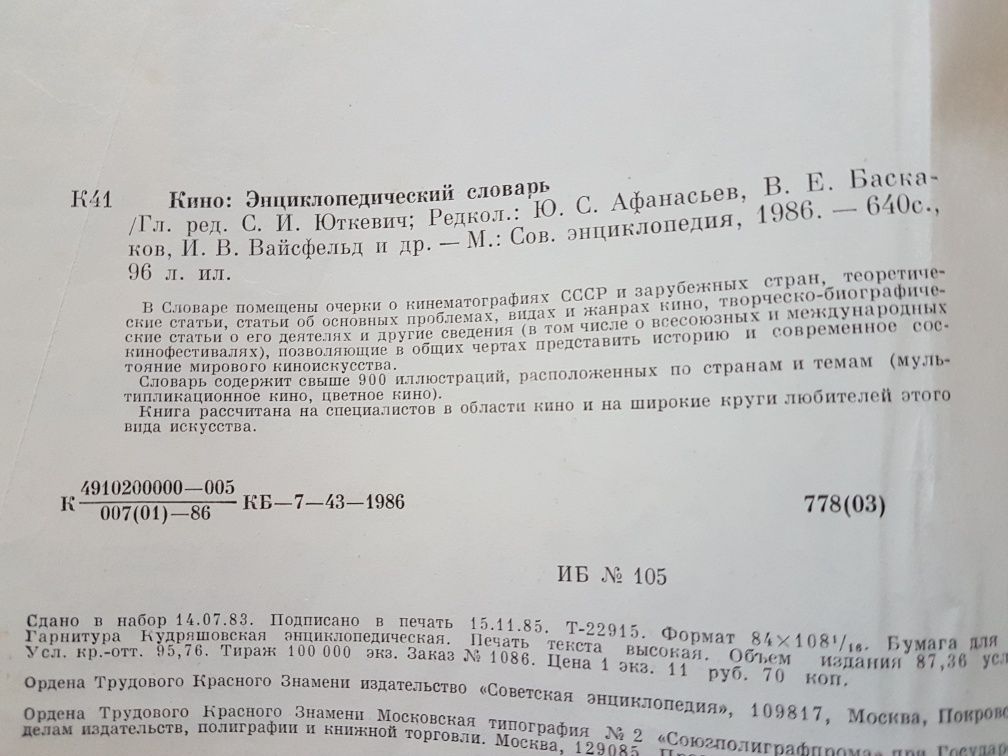 К41 Кино: Энциклопедический словарь
/Гл. ред. С. И. Юткевич; Редкол.: Ю. С. Афанасьев, В. Е. Баска-
ков, И. В. Вайсфельд и др. — М.: Сов. энциклопедия, 1986. — 640с.,
96 л. ил.
В Словаре помещены очерки о кинематографиях СССР и зарубежных стран, теоретиче-
ские статьи, статьи об основных проблемах, видах и жанрах кино, творческо-биографиче-
ские статьи о его деятелях и другие сведения (в том числе о всесоюзных и международных
кинофестивалях), позволяющие в общих чертах представить историю и современное сос-
тояние мирового киноискусства.
Словарь содержит свыше 900 иллюстраций, расположенных по странам и темам (муль-
типликационное кино, цветное кино).
Книга рассчитана на специалистов в области кино и на широкие круги любителей этого
вида искусства.
К 4910200000—005
007(01)—86 КБ—7—43—1986 778(03)
ИБ № 105
Сдано в набор 14.07.83. Подписано в печать 15.11.85. Т-22915. Формат 84×108¹/₁₆. Бумага для
Гарнитура Кудряшовская энциклопедическая. Печать текста высокая. Объем издания 87,36 усл
Усл. кр.-отт. 95,76. Тираж 100 000 экз. Заказ № 1086. Цена 1 экз. 11 руб. 70 коп.
Ордена Трудового Красного Знамени издательство «Советская энциклопедия», 109817, Москва, Покровс
Ордена Трудового Красного Знамени Московская типография № 2 «Союзполиграфпрома» при Государ
делам издательств, полиграфии и книжной торговли. Москва, 129085,